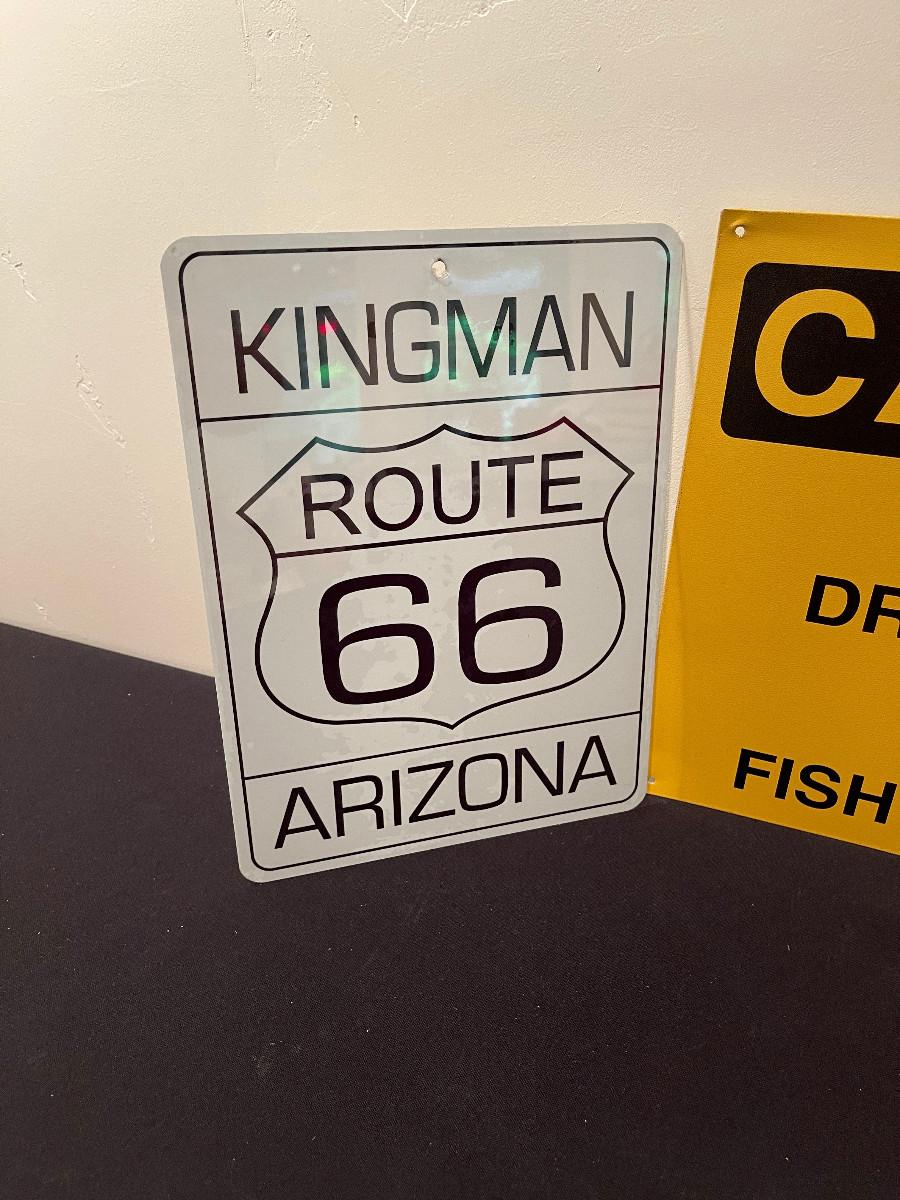 KINGMAN
ROUTE
66
ARIZONA
CA
DR
FISH